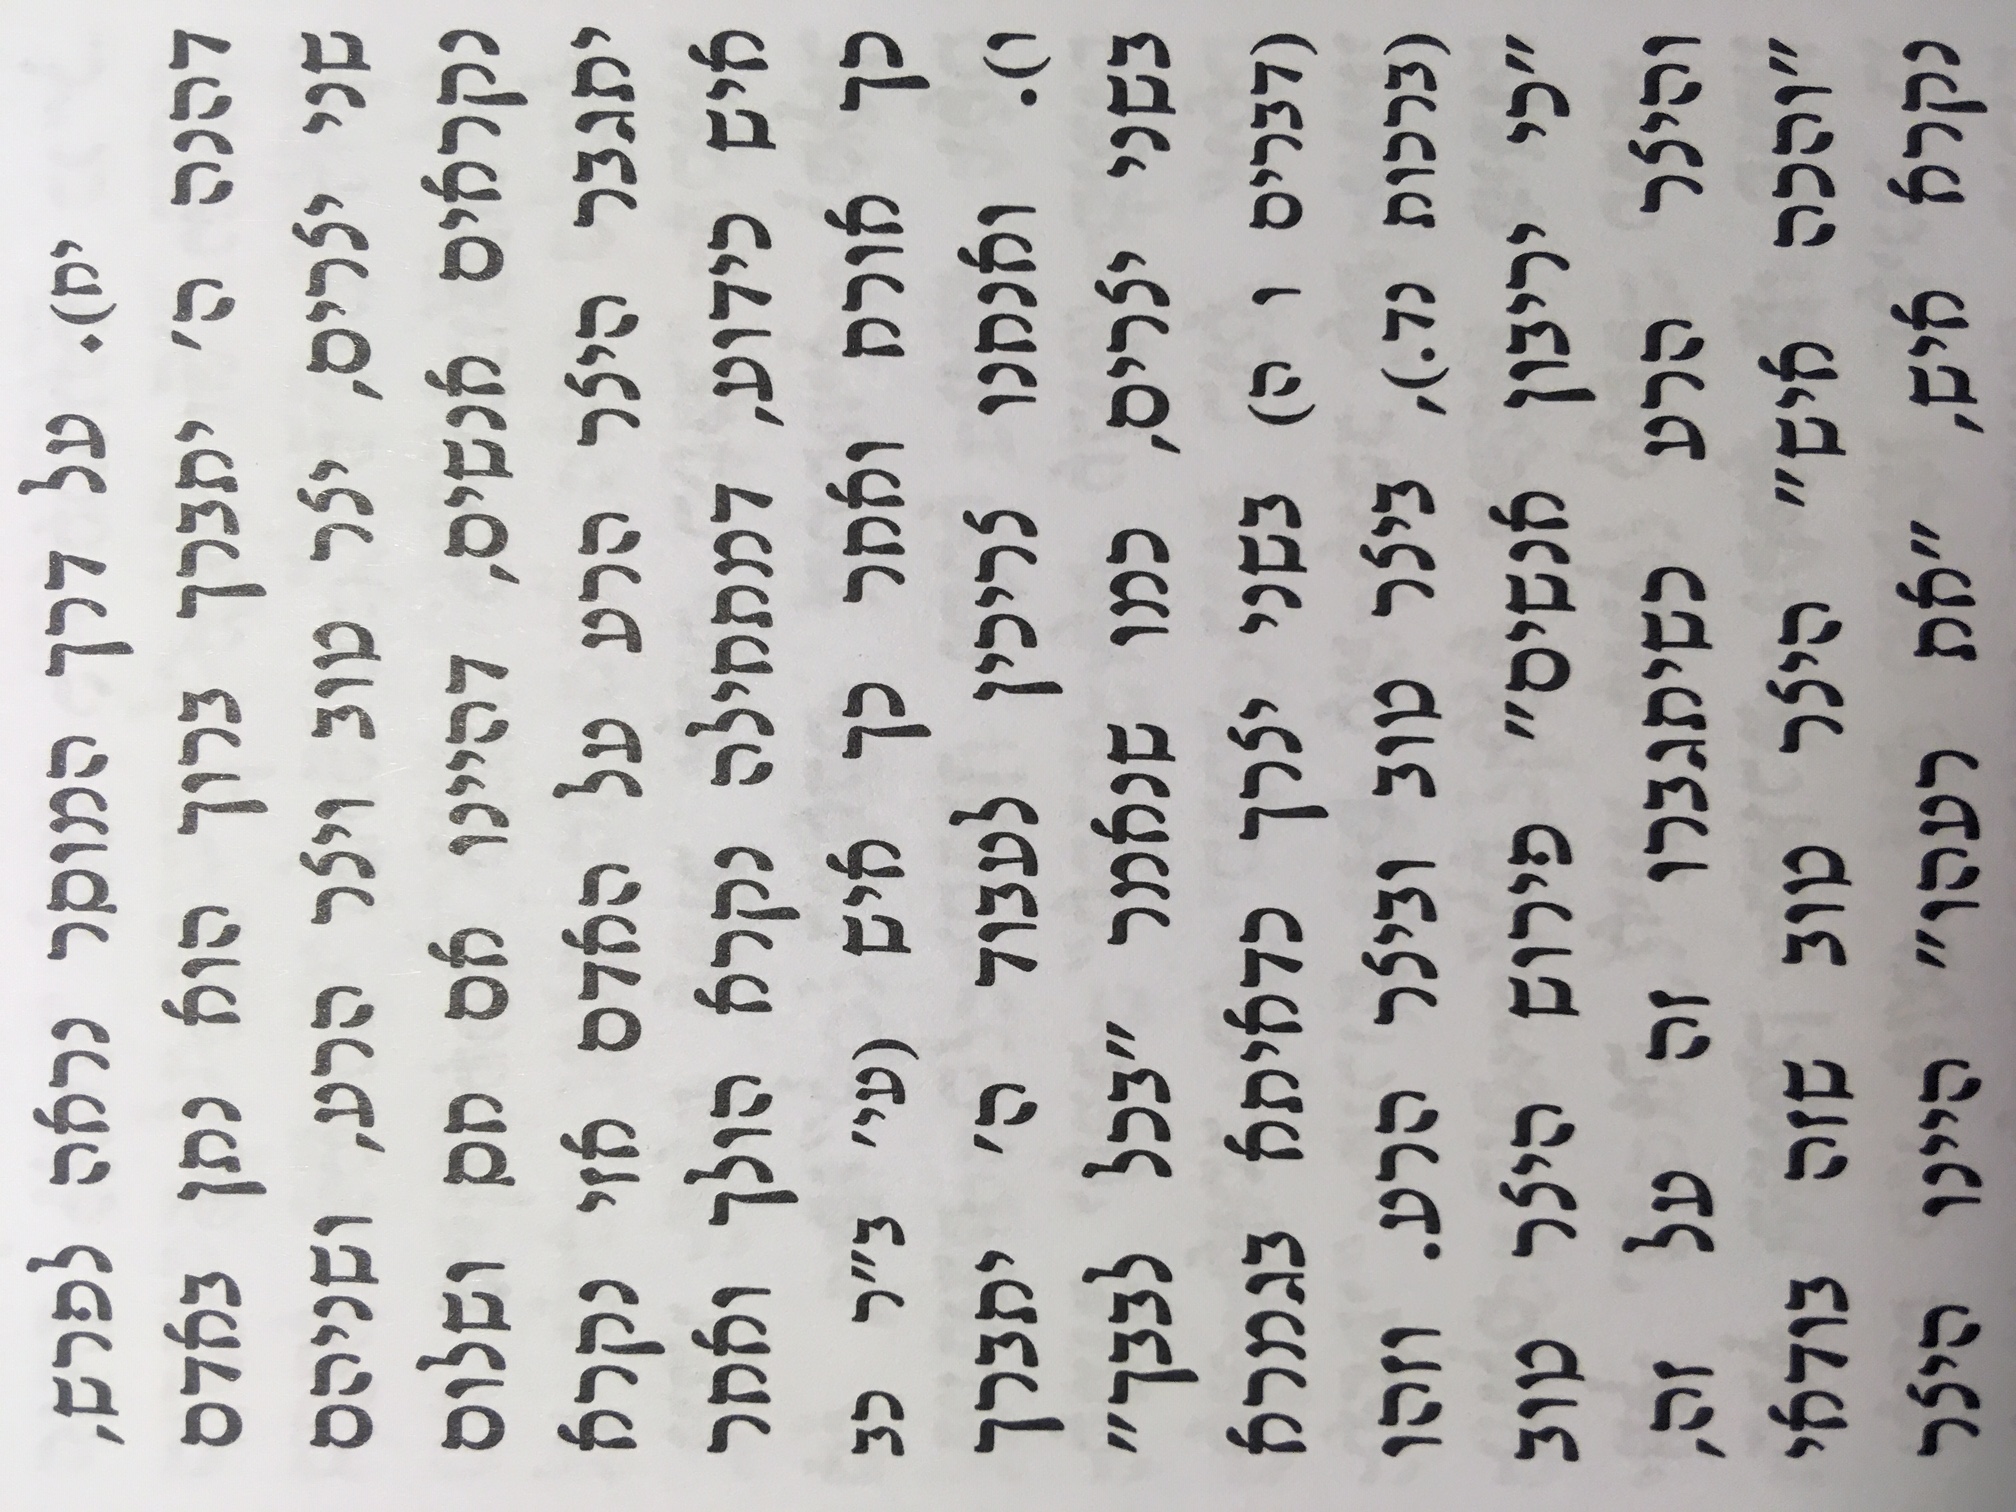 יח). על דרך המוסר נראה לפרש,
דהנה ה' יתברך ברוך הוא נתן באדם
שני יצרים, יצר טוב ויצר הרע, ושניהם
נקראים אנשים, דהיינו אם חס ושלום
יתגבר היצר הרע על האדם אזי נקרא
איש כידוע, דמתחילה נקרא הולך ואחר
כך אורח ואחר כך איש (עי' ב"ר כב
ו). ואנחנו צריכין לעבוד ה' יתברך
בשני יצרים, כמו שנאמר "בכל לבבך"
(דברים ו ה) בשני יצרך כדאיתא בגמרא
(ברכות נד.), ביצר טוב וביצר הרע. וזהו
"כי יריבון אנשים" פירוש היצר טוב
והיצר הרע כשיתגברו זה על זה,
"והכה איש" היצר טוב שזה בודאי
נקרא איש, "את רעהו" היינו היצר